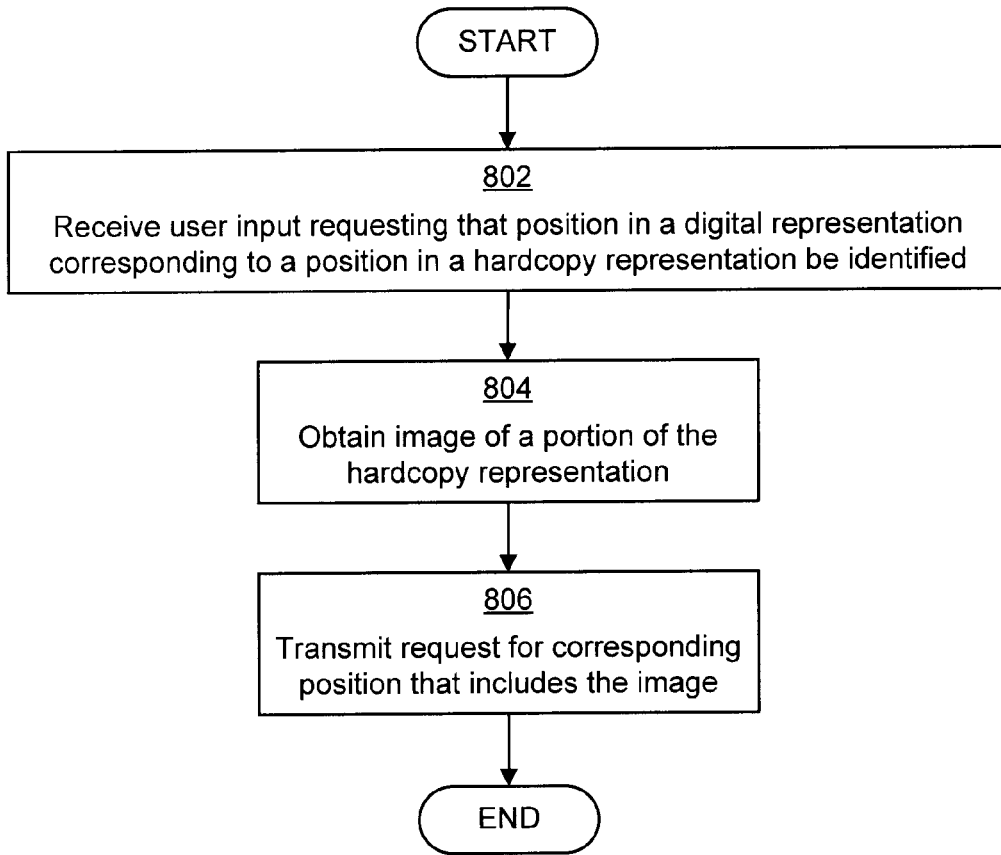 START
802
Receive user input requesting that position in a digital representation
corresponding to a position in a hardcopy representation be identified
804
Obtain image of a portion of the
hardcopy representation
806
Transmit request for corresponding
position that includes the image
END